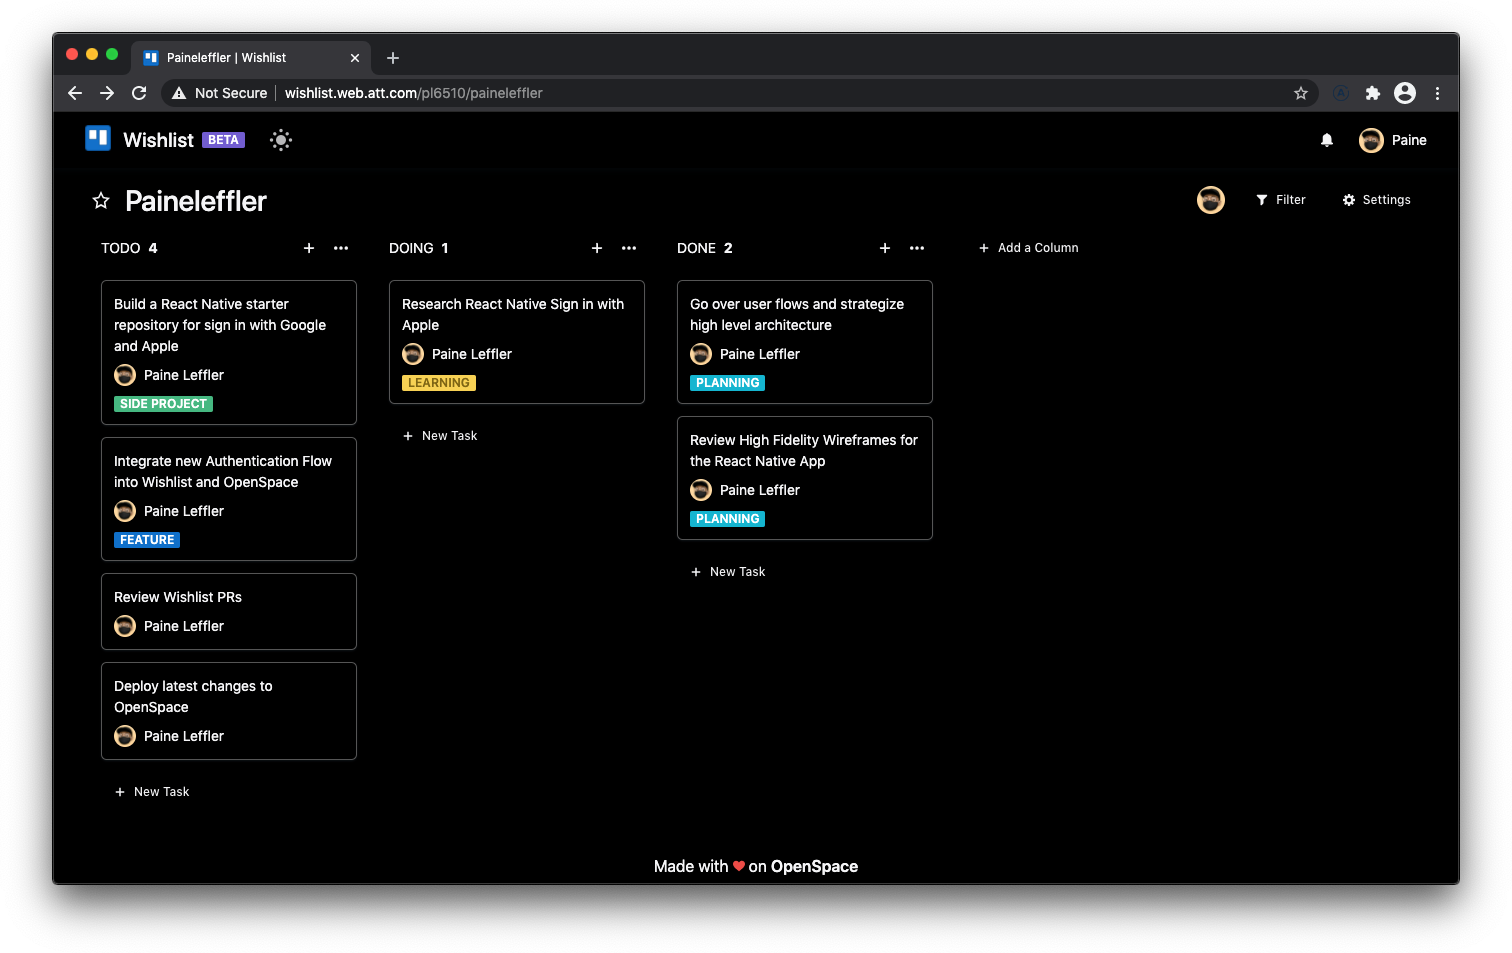 Paineleffler | Wishlist
Not Secure
wishlist.web.att.com/pl6510/paineleffler
Wishlist BETA
Paine
Paineleffler
Filter
Settings
TODO 4
Build a React Native starter
repository for sign in with Google
and Apple
Paine Leffler
SIDE PROJECT
Integrate new Authentication Flow
into Wishlist and OpenSpace
Paine Leffler
FEATURE
Review Wishlist PRs
Paine Leffler
Deploy latest changes to
OpenSpace
Paine Leffler
+ New Task
DOING 1
Research React Native Sign in with
Apple
Paine Leffler
LEARNING
+ New Task
DONE 2
Go over user flows and strategize
high level architecture
Paine Leffler
PLANNING
Review High Fidelity Wireframes for
the React Native App
Paine Leffler
PLANNING
+ New Task
+ Add a Column
Made with ❤ on OpenSpace